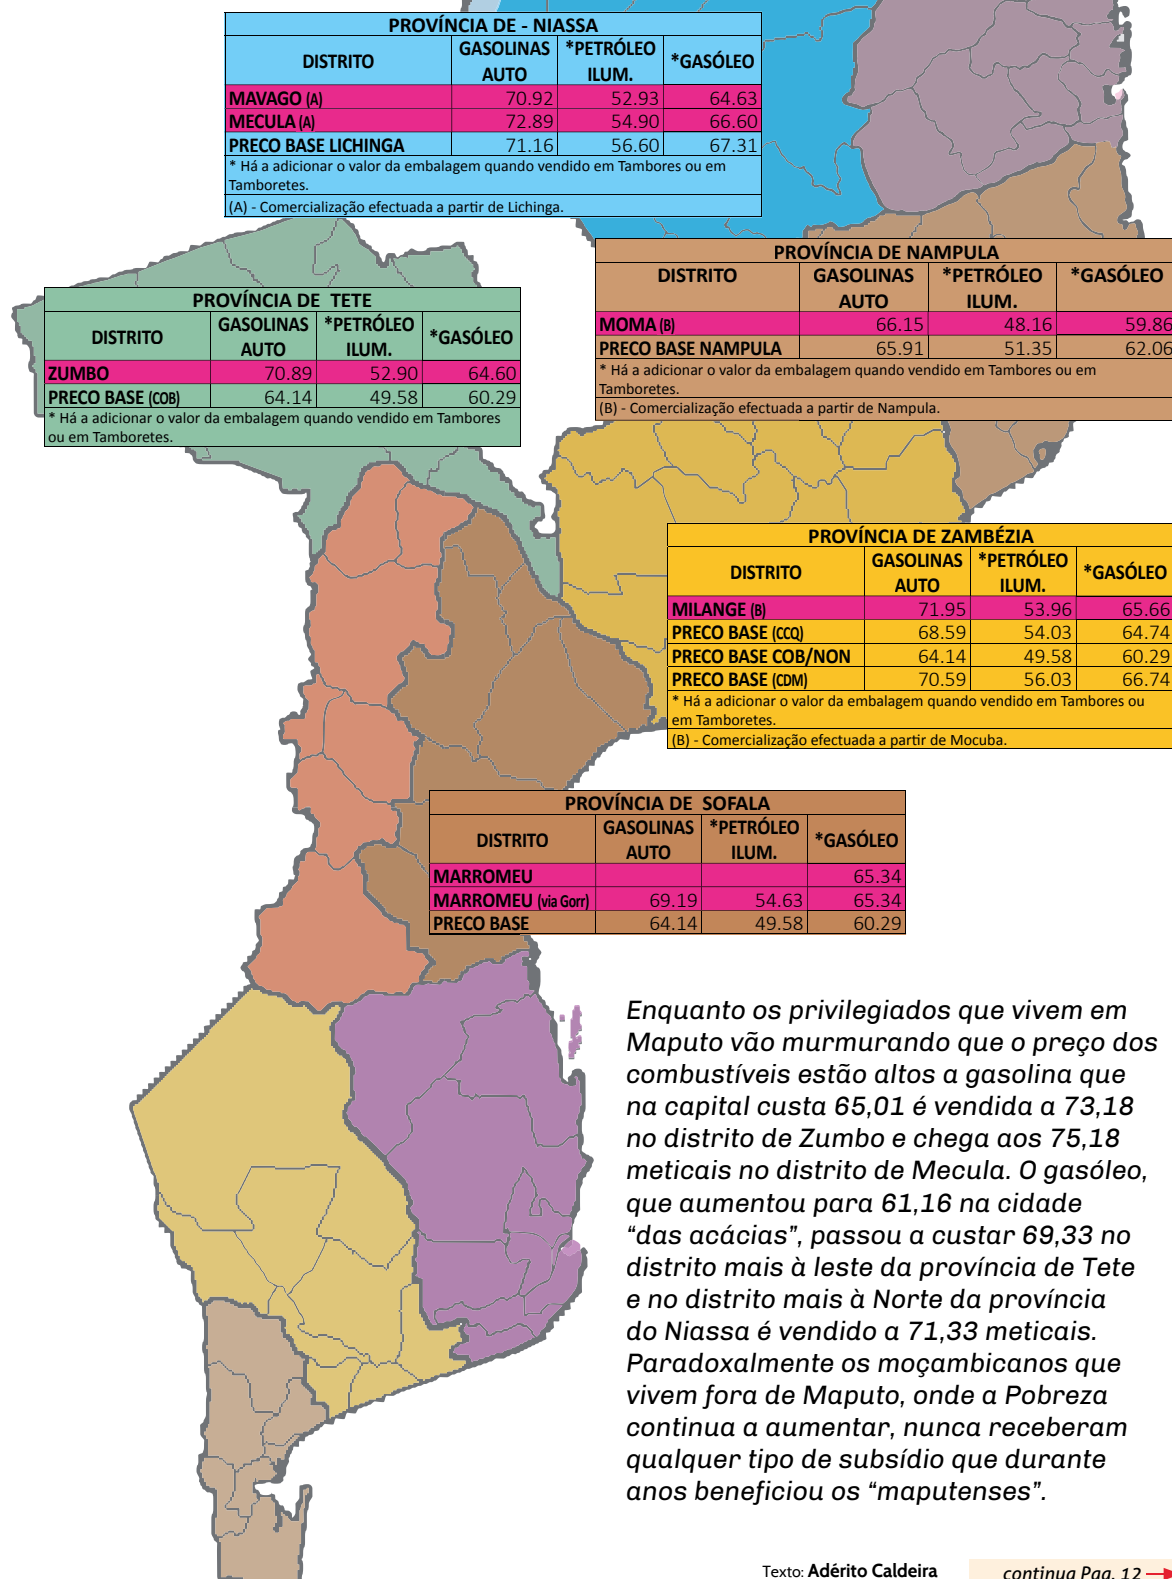 PROVÍNCIA DE - NIASSA
DISTRITO GASOLINAS AUTO *PETRÓLEO ILUM. *GASÓLEO
MAVAGO (A) 70.92 52.93 64.63
MECULA (A) 72.89 54.90 66.60
PRECO BASE LICHINGA 71.16 56.60 67.31
* Há a adicionar o valor da embalagem quando vendido em Tambores ou em
Tamboretes.
(A) - Comercialização efectuada a partir de Lichinga.
PROVÍNCIA DE NAMPULA
DISTRITO GASOLINAS AUTO *PETRÓLEO ILUM. *GASÓLEO
MOMA (B) 66.15 48.16 59.86
PRECO BASE NAMPULA 65.91 51.35 62.06
* Há a adicionar o valor da embalagem quando vendido em Tambores ou em
Tamboretes.
(B) - Comercialização efectuada a partir de Nampula.
PROVÍNCIA DE TETE
DISTRITO GASOLINAS AUTO *PETRÓLEO ILUM. *GASÓLEO
ZUMBO 70.89 52.90 64.60
PRECO BASE (COB) 64.14 49.58 60.29
* Há a adicionar o valor da embalagem quando vendido em Tambores
ou em Tamboretes.
PROVÍNCIA DE ZAMBÉZIA
DISTRITO GASOLINAS AUTO *PETRÓLEO ILUM. *GASÓLEO
MILANGE (B) 71.95 53.96 65.66
PRECO BASE (CCQ) 68.59 54.03 64.74
PRECO BASE COB/NON 64.14 49.58 60.29
PRECO BASE (CDM) 70.59 56.03 66.74
* Há a adicionar o valor da embalagem quando vendido em Tambores ou
em Tamboretes.
(B) - Comercialização efectuada a partir de Mocuba.
PROVÍNCIA DE SOFALA
DISTRITO GASOLINAS AUTO *PETRÓLEO ILUM. *GASÓLEO
MARROMEU 65.34
MARROMEU (via Gorr) 69.19 54.63 65.34
PRECO BASE 64.14 49.58 60.29
Enquanto os privilegiados que vivem em
Maputo vão murmurando que o preço dos
combustíveis estão altos a gasolina que
na capital custa 65,01 é vendida a 73,18
no distrito de Zumbo e chega aos 75,18
meticais no distrito de Mecula. O gasóleo,
que aumentou para 61,16 na cidade
“das acácias”, passou a custar 69,33 no
distrito mais à leste da província de Tete
e no distrito mais à Norte da província
do Niassa é vendido a 71,33 meticais.
Paradoxalmente os moçambicanos que
vivem fora de Maputo, onde a Pobreza
continua a aumentar, nunca receberam
qualquer tipo de subsídio que durante
anos beneficiou os “maputenses”.
Texto: Adérito Caldeira
continua Pag. 12